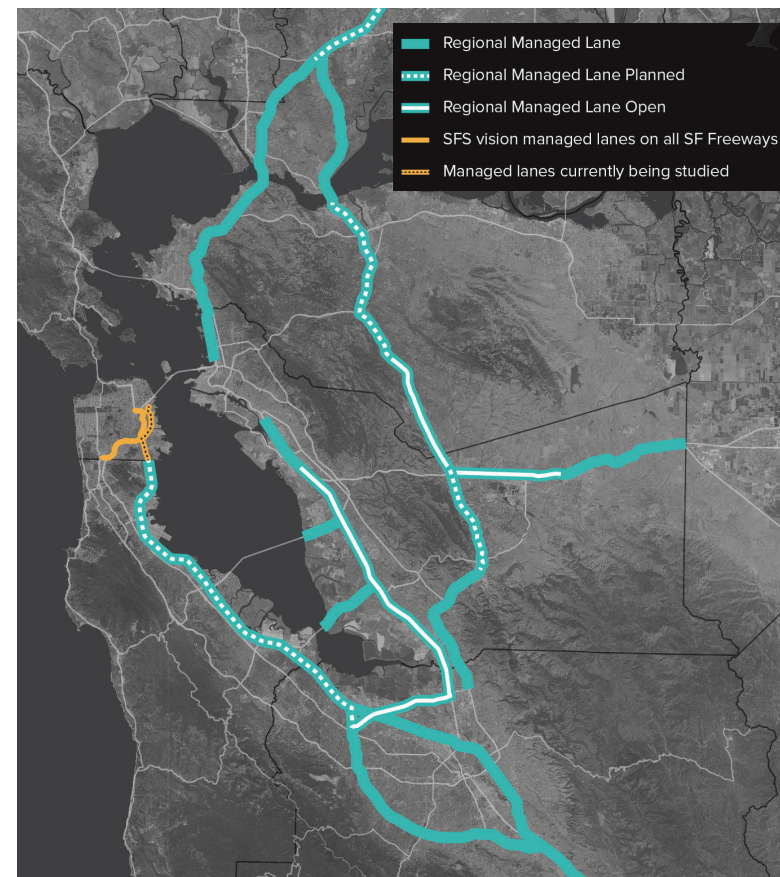 Regional Managed Lane
Regional Managed Lane Planned
Regional Managed Lane Open
SFS vision managed lanes on all SF Freeways
Managed lanes currently being studied